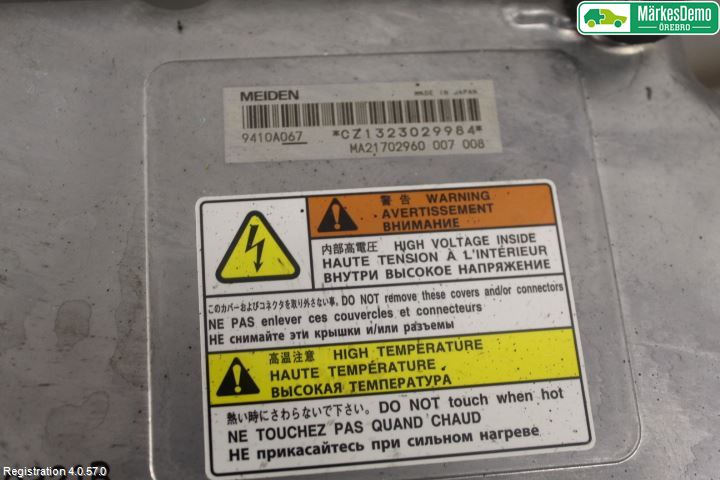 MärkesDemo
ÖREBRO
MEIDEN MADE IN JAPAN
9410A067 *CZ1323029984*
MA21702960 007 008
警告 WARNING
AVERTISSEMENT
ВНИМАНИЕ
内部高電圧 HIGH VOLTAGE INSIDE
HAUTE TENSION À L'INTÉRIEUR
ВНУТРИ ВЫСОКОЕ НАПРЯЖЕНИЕ
このカバーおよびコネクタを取り外さない事。DO NOT remove these covers and/or connectors
NE PAS enlever ces couvercles et connecteurs
НЕ снимайте эти крышки и/или разъемы
高温注意 HIGH TEMPERATURE
HAUTE TEMPÉRATURE
ВЫСОКАЯ ТЕМПЕРАТУРА
熱い時にさわらないで下さい。DO NOT touch when hot
NE TOUCHEZ PAS QUAND CHAUD
НЕ прикасайтесь при сильном нагреве
Registration 4.0.57.0